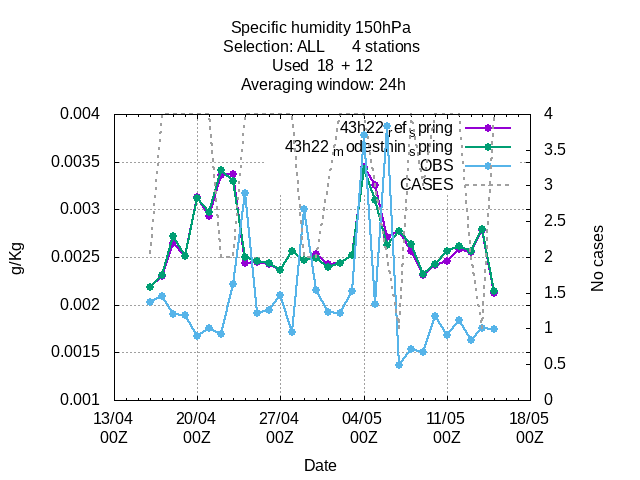 Specific humidity 150hPa
Selection: ALL 4 stations
Used 18 + 12
Averaging window: 24h
0.004 4
43h22_ref_spring
43h22_modesthin_spring
0.0035
OBS
CASES
3.5
3
0.003
2.5
0.0025 2
g/Kg
No cases
0.002 1.5
1
0.0015
0.5
0.001 0
13/04 20/04 27/04 04/05 11/05 18/05
00Z 00Z 00Z 00Z 00Z 00Z
Date